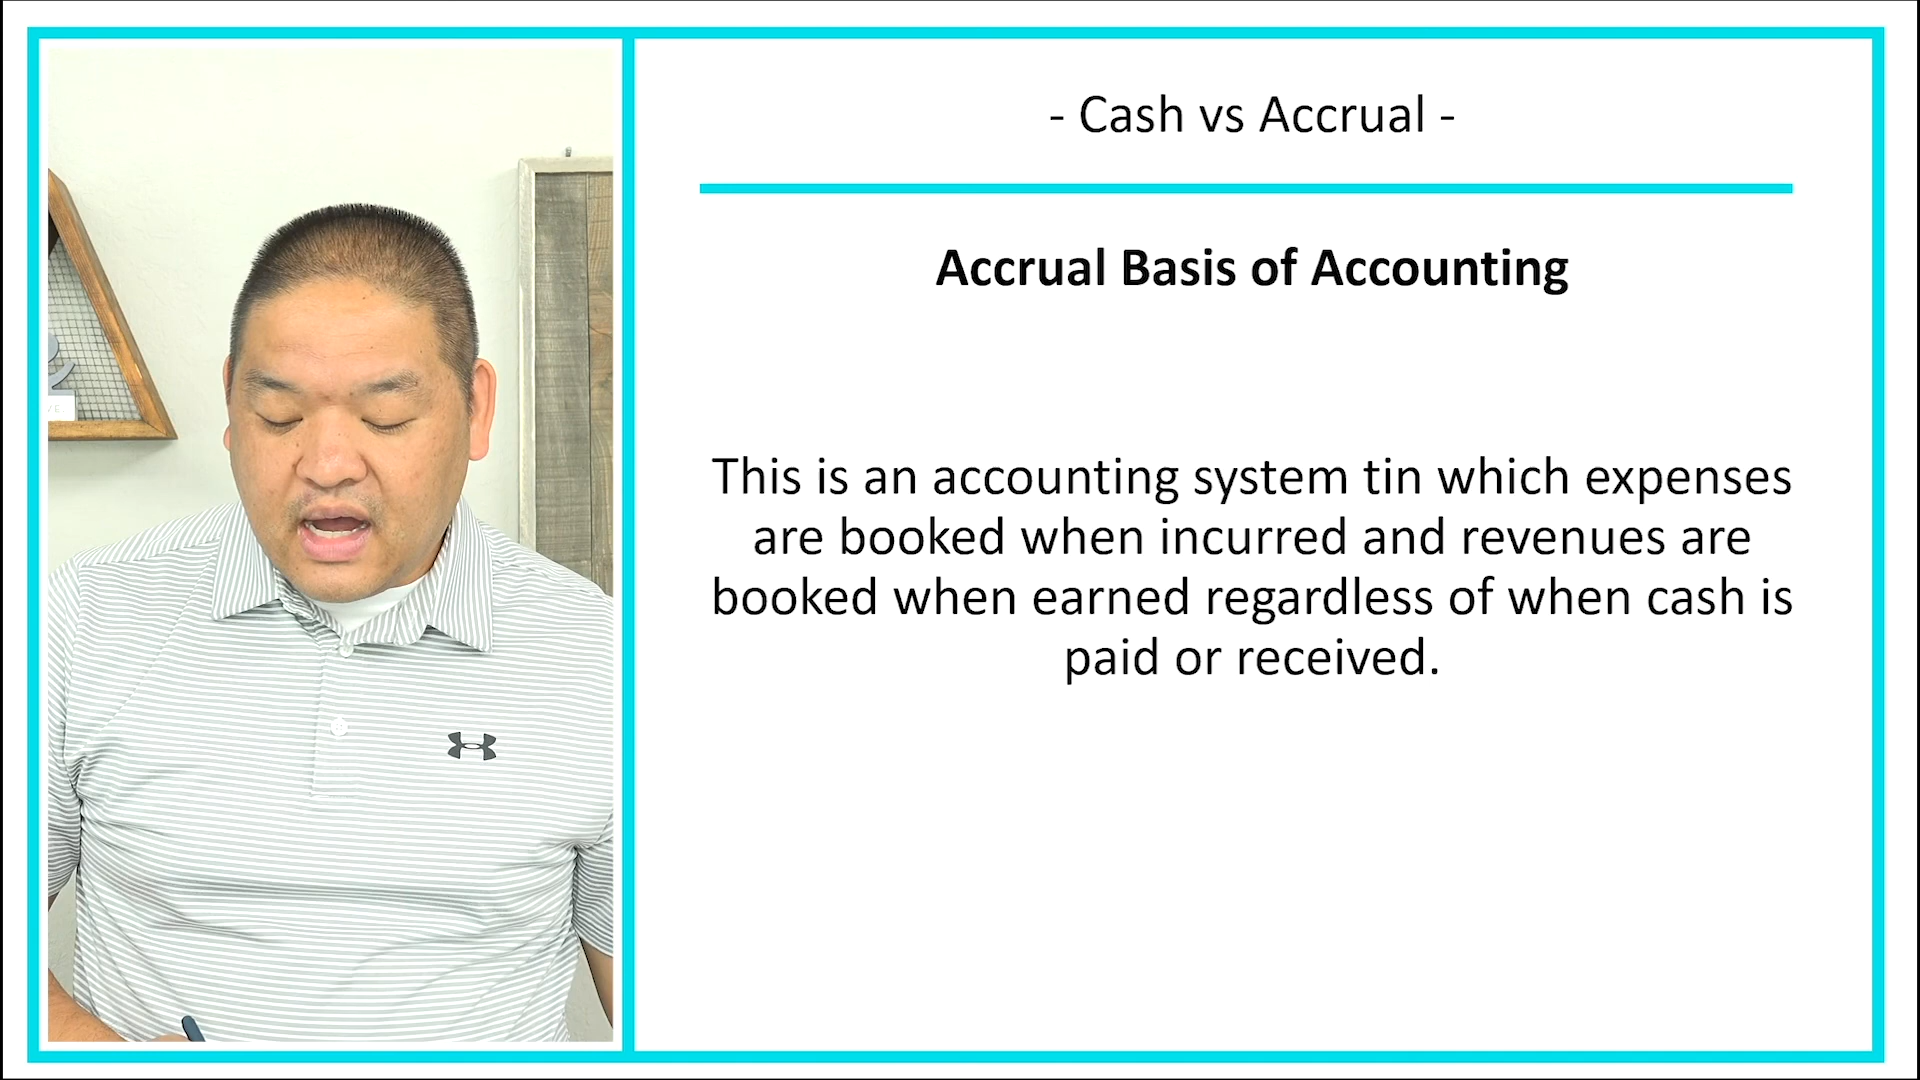 - Cash vs Accrual -
Accrual Basis of Accounting
This is an accounting system tin which expenses
are booked when incurred and revenues are
booked when earned regardless of when cash is
paid or received.